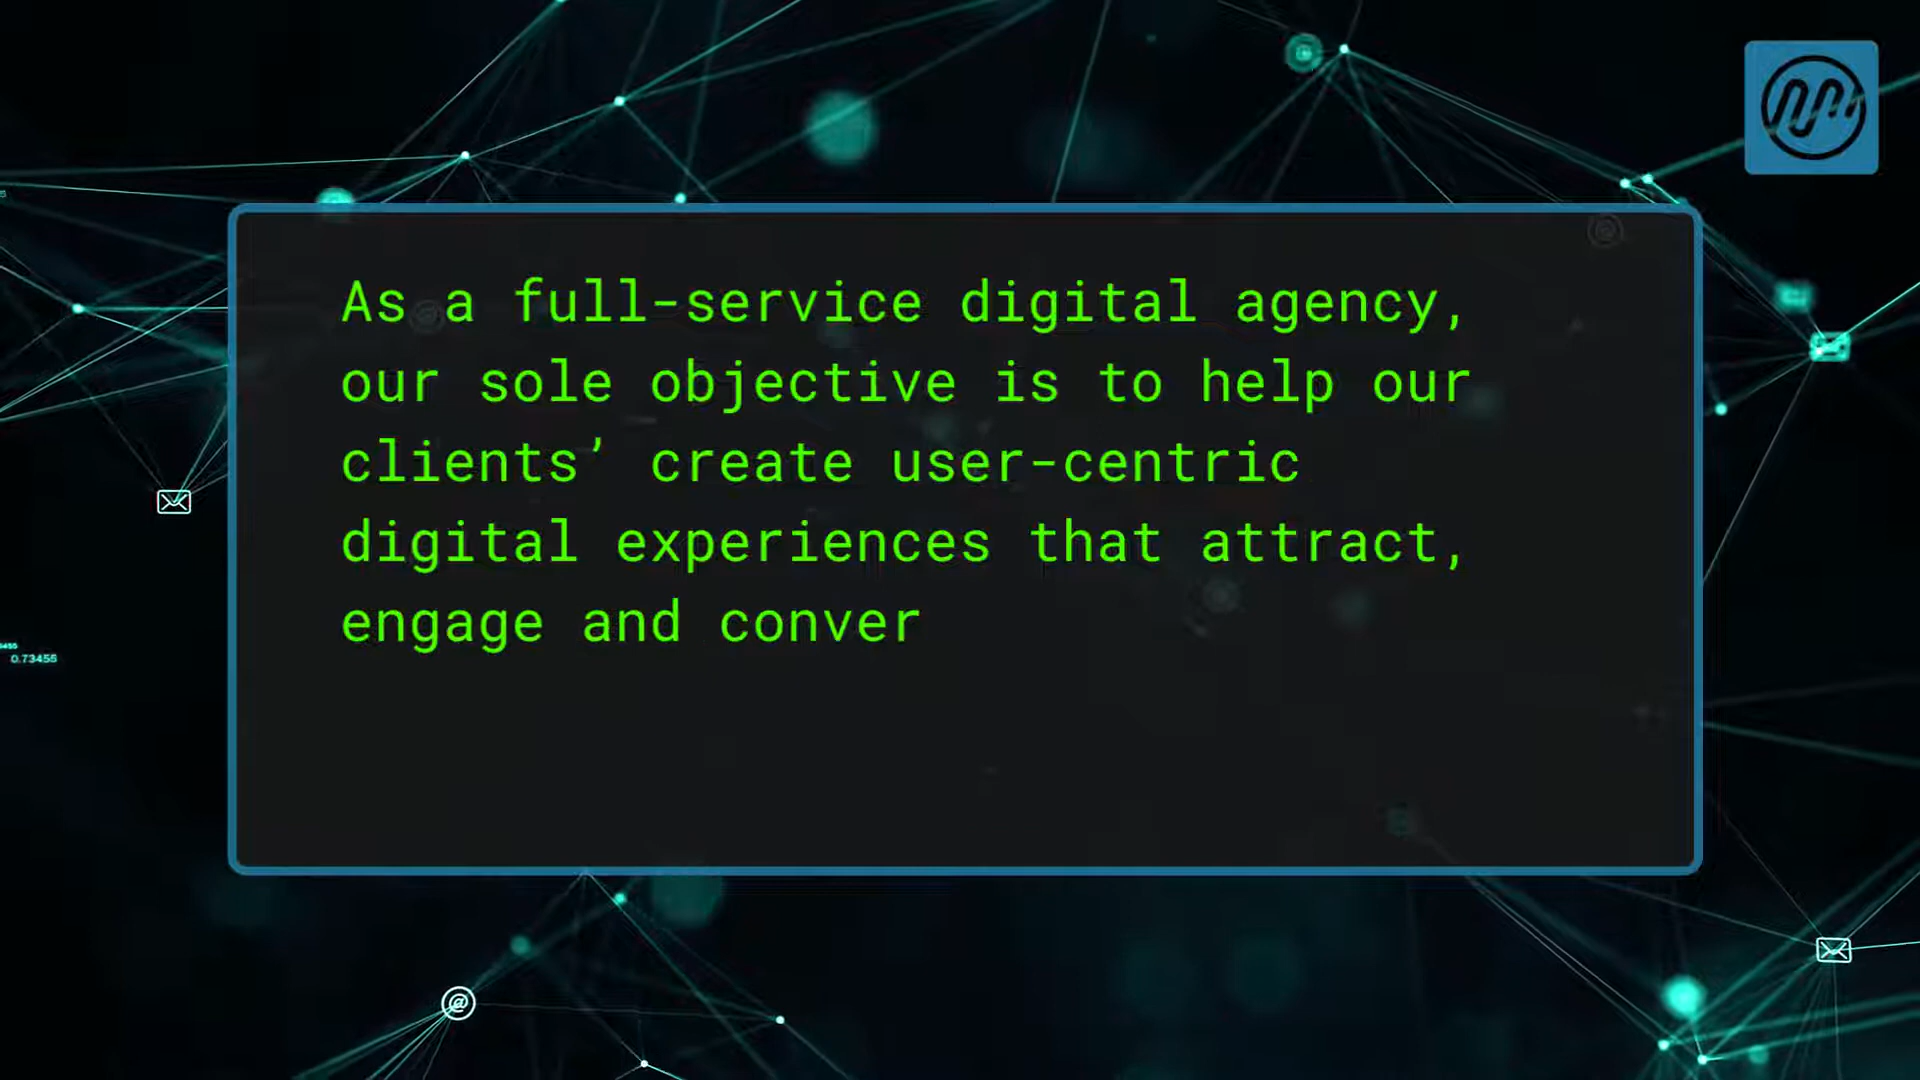 As a full-service digital agency,
our sole objective is to help our
clients’ create user-centric
digital experiences that attract,
engage and conver
0.73455